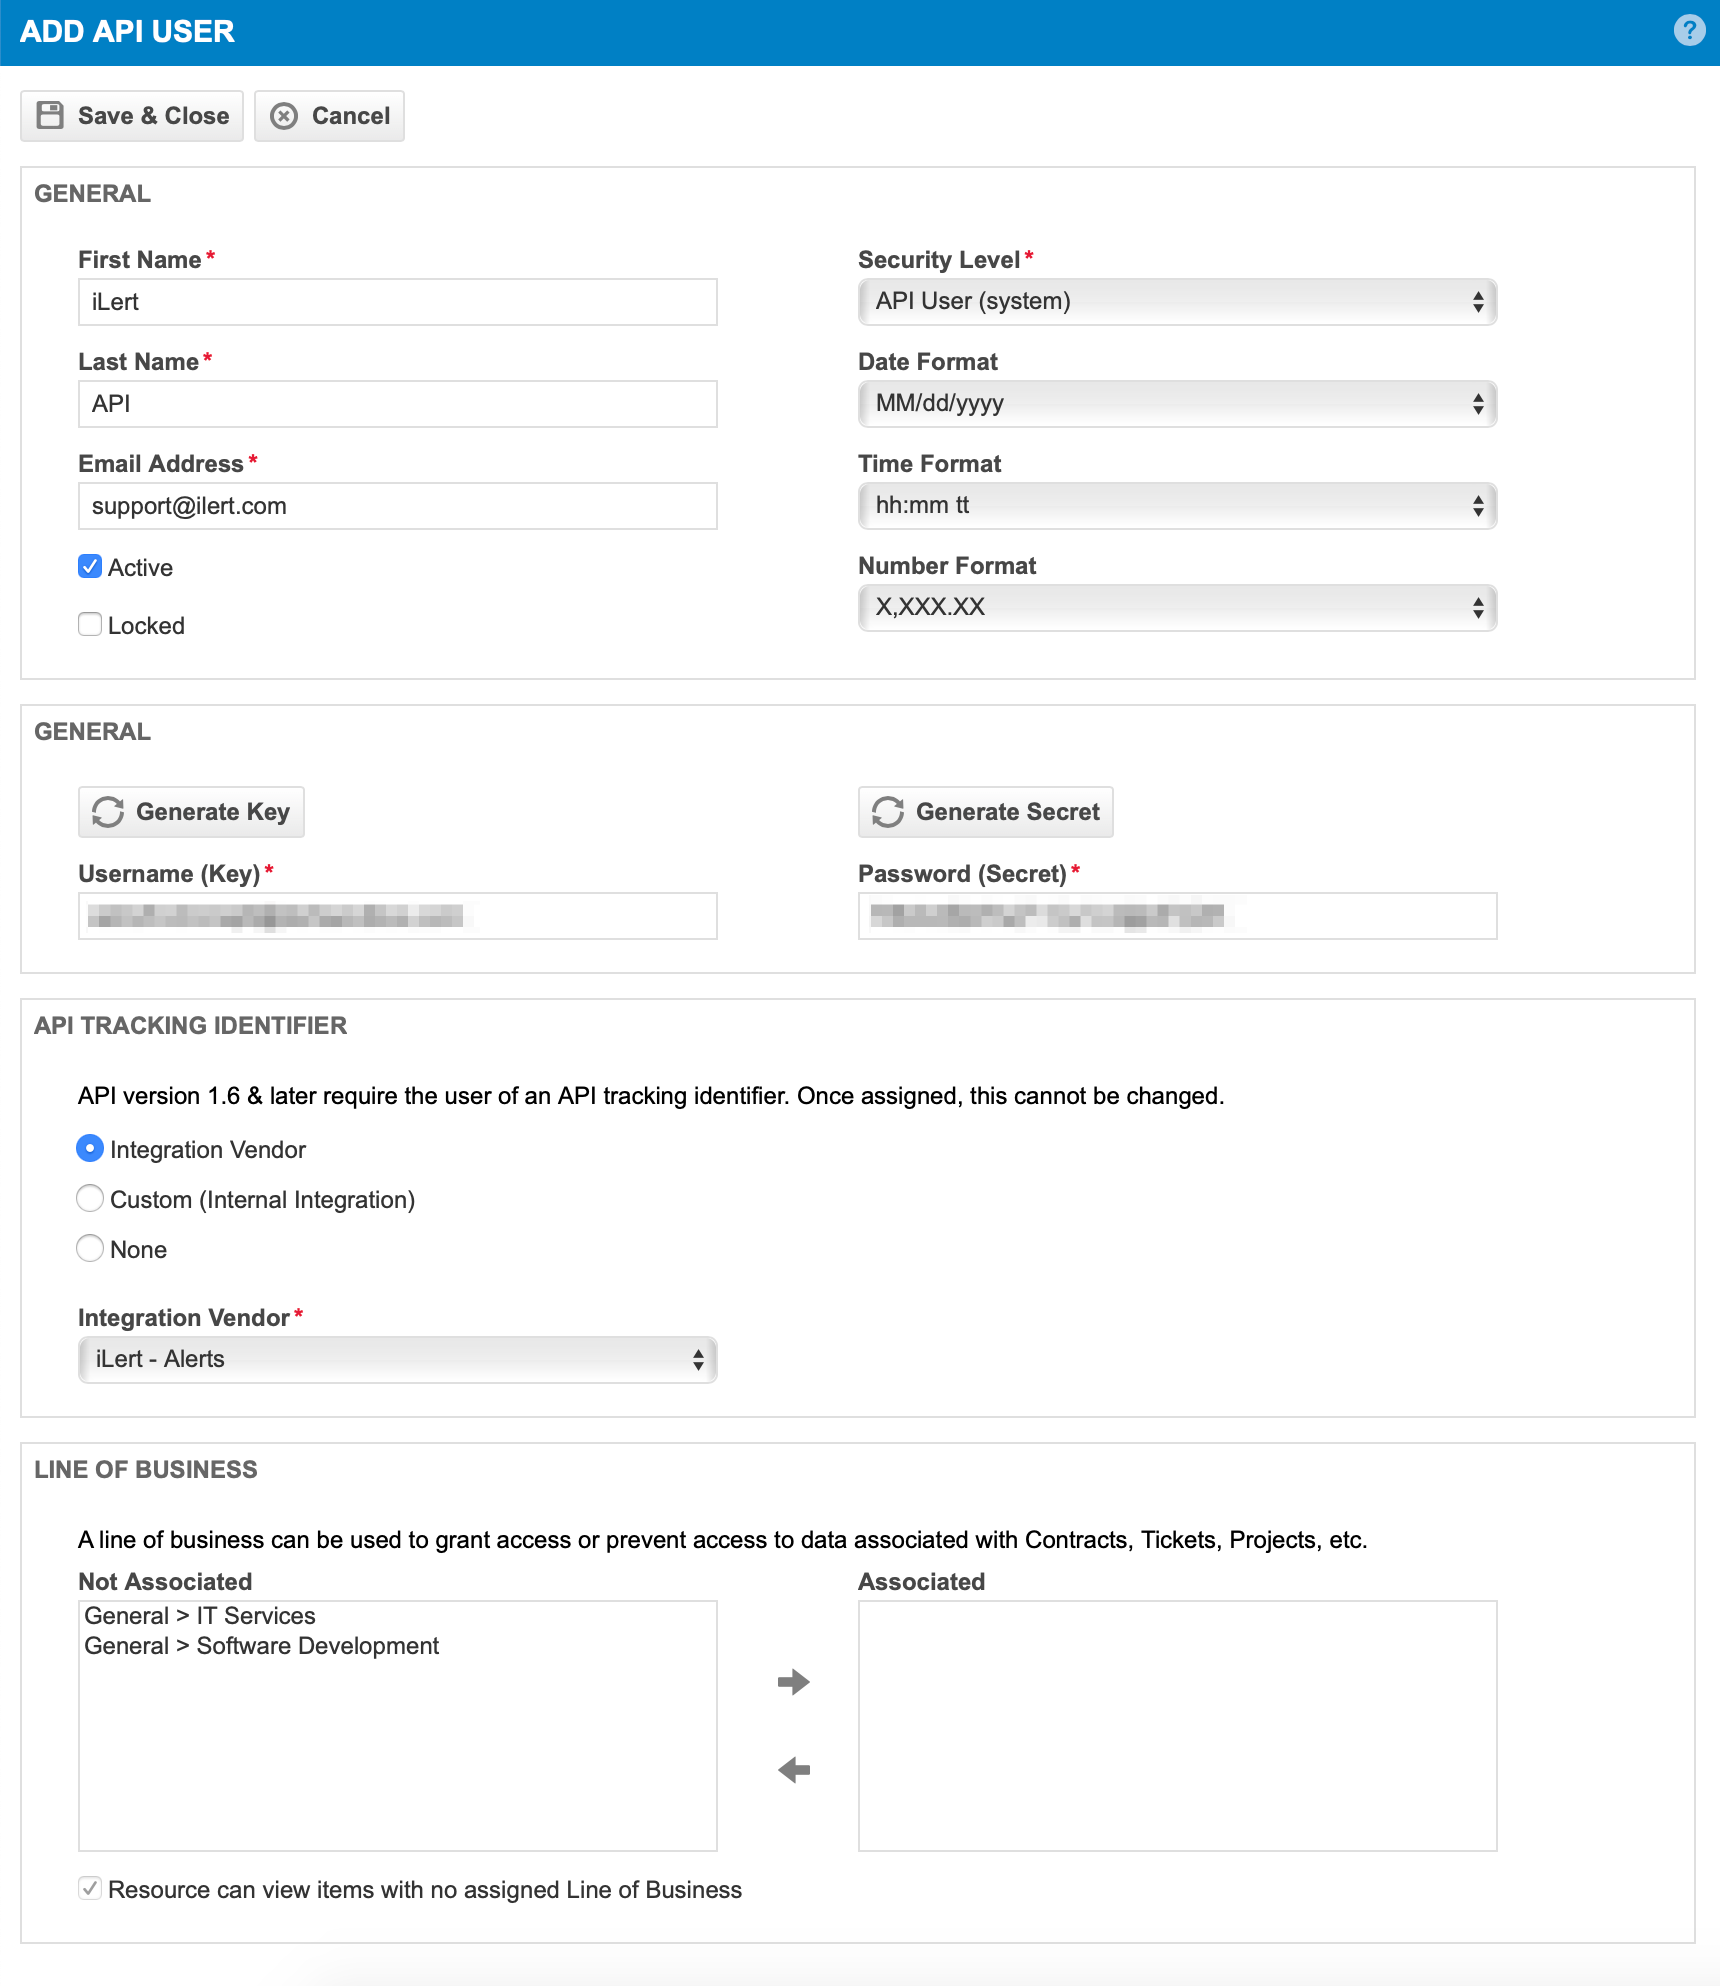 ADD API USER
?
Save & Close
Cancel
GENERAL
First Name*
iLert
Last Name*
API
Email Address*
support@ilert.com
Active
Locked
Security Level*
API User (system)
Date Format
MM/dd/yyyy
Time Format
hh:mm tt
Number Format
X,XXX.XX
GENERAL
Generate Key
Username (Key)*
Generate Secret
Password (Secret)*
API TRACKING IDENTIFIER
API version 1.6 & later require the user of an API tracking identifier. Once assigned, this cannot be changed.
Integration Vendor
Custom (Internal Integration)
None
Integration Vendor*
iLert - Alerts
LINE OF BUSINESS
A line of business can be used to grant access or prevent access to data associated with Contracts, Tickets, Projects, etc.
Not Associated
General > IT Services
General > Software Development
Associated
Resource can view items with no assigned Line of Business